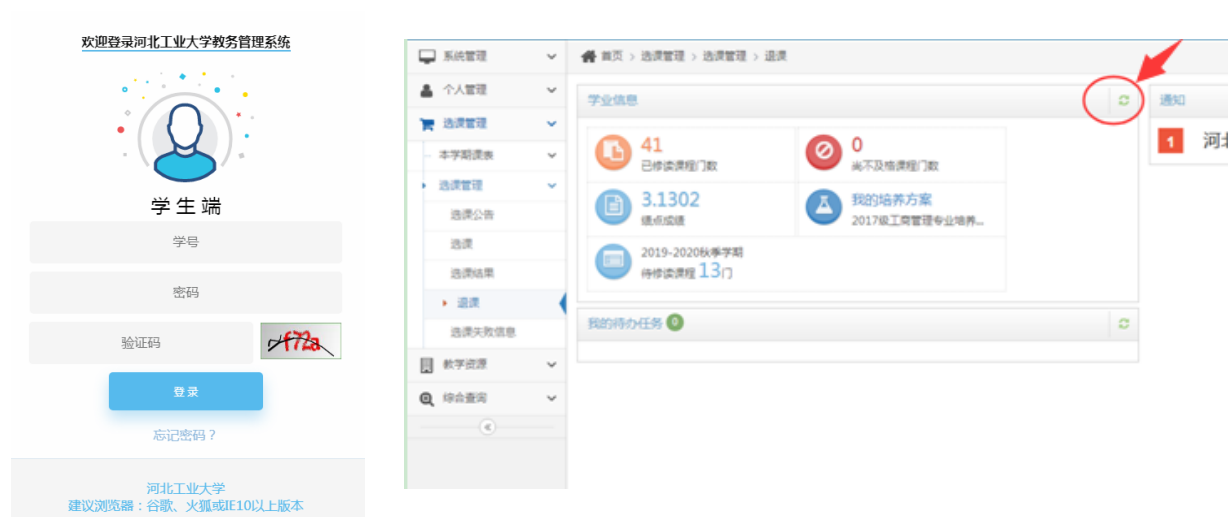 欢迎登录河北工业大学教务管理系统
学生端
学号
密码
验证码
f72a
登录
忘记密码？
河北工业大学
建议浏览器：谷歌、火狐或IE10以上版本
系统管理
个人管理
选课管理
本学期课表
选课管理
选课公告
选课
选课结果
退课
选课失败信息
教学资源
综合查询
首页 > 选课管理 > 选课管理 > 退课
学业信息
41
已修读课程门数
0
尚不及格课程门数
3.1302
绩点成绩
我的培养方案
2017级工商管理专业培养...
2019-2020秋季学期
待修读课程 13门
我的待办任务 0
通知
1 河